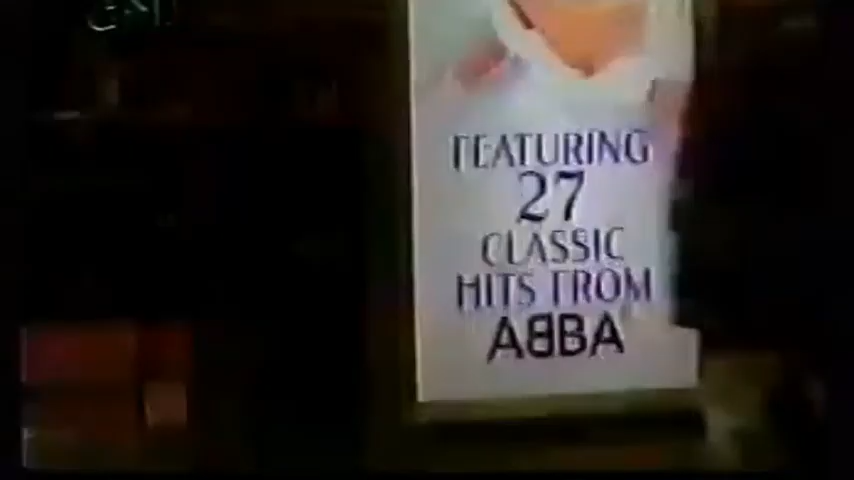 FEATURING
27
CLASSIC
HITS FROM
ABBA